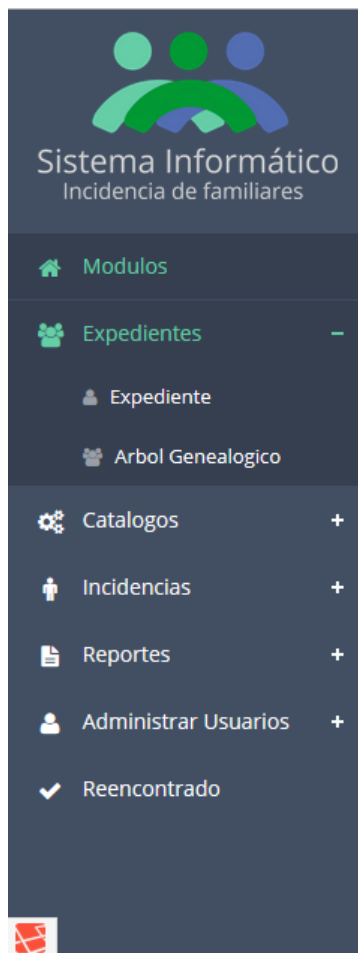 Sistema Informático
Incidencia de familiares
Modulos
Expedientes
Expediente
Arbol Genealogico
Catalogos
Incidencias
Reportes
Administrar Usuarios
Reencontrado